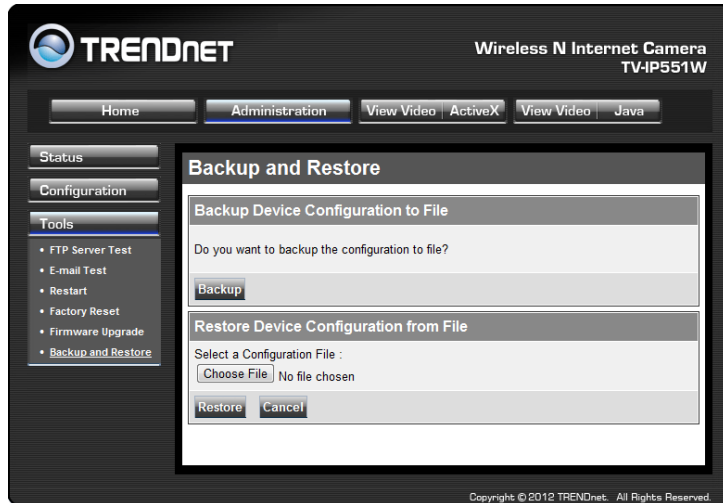 TRENDNET
Wireless N Internet Camera
TV-IP551W
Home Administration View Video ActiveX View Video Java
Status
Configuration
Tools
• FTP Server Test
• E-mail Test
• Restart
• Factory Reset
• Firmware Upgrade
• Backup and Restore
Backup and Restore
Backup Device Configuration to File
Do you want to backup the configuration to file?
Backup
Restore Device Configuration from File
Select a Configuration File :
Choose File No file chosen
Restore Cancel
Copyright © 2012 TRENDnet. All Rights Reserved.